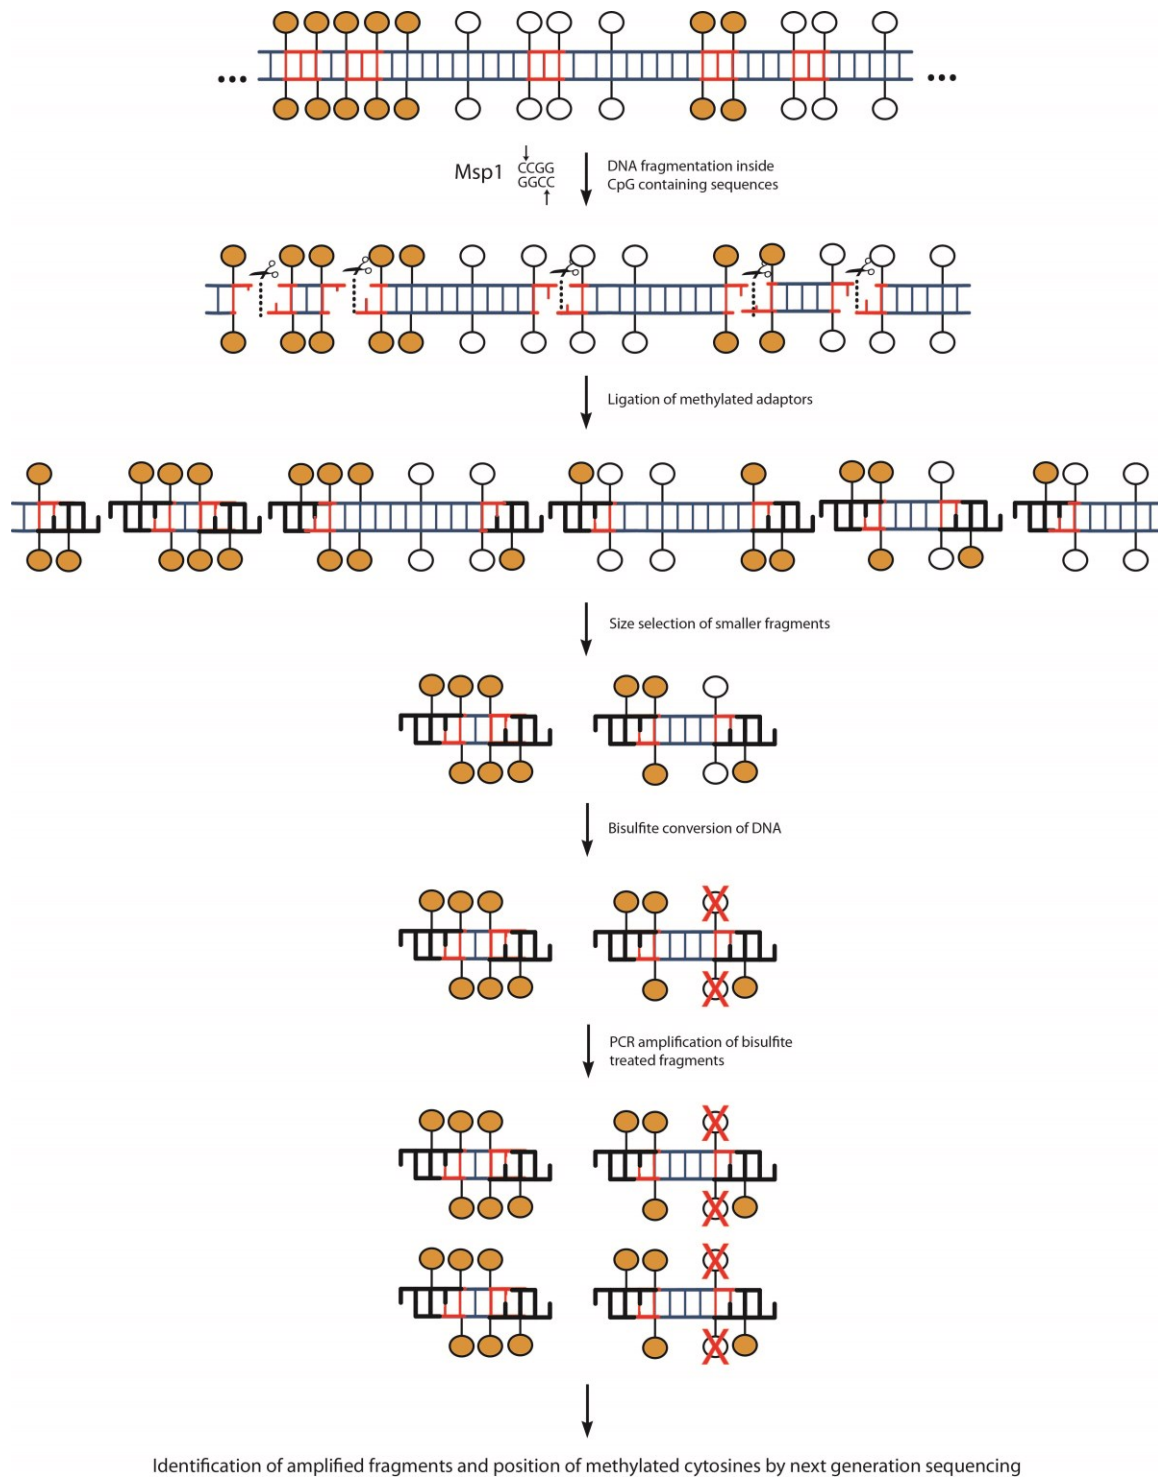 ...
...
Msp1
CCGG
GGCC
DNA fragmentation inside
CpG containing sequences
Ligation of methylated adaptors
Size selection of smaller fragments
Bisulfite conversion of DNA
PCR amplification of bisulfite
treated fragments
Identification of amplified fragments and position of methylated cytosines by next generation sequencing